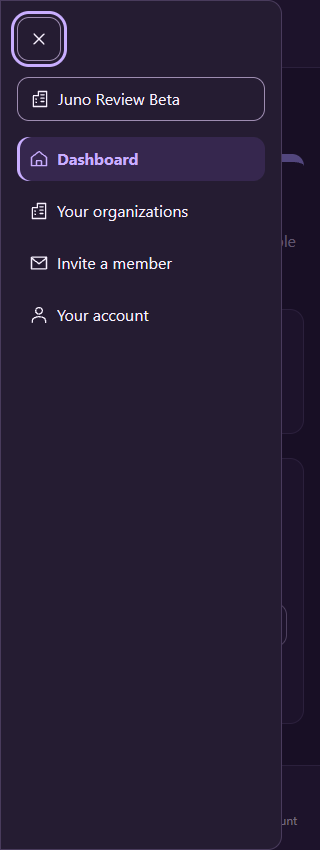 Juno Review Beta
Dashboard
Your organizations
Invite a member
Your account